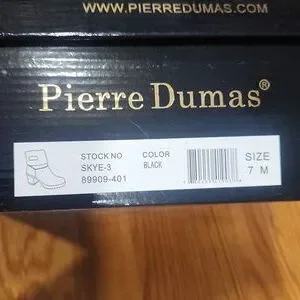 WWW.PIERREDUMAS.COM
Pierre Dumas®
STOCK NO COLOR SIZE
SKYE-3 BLACK 7 M
89909-401